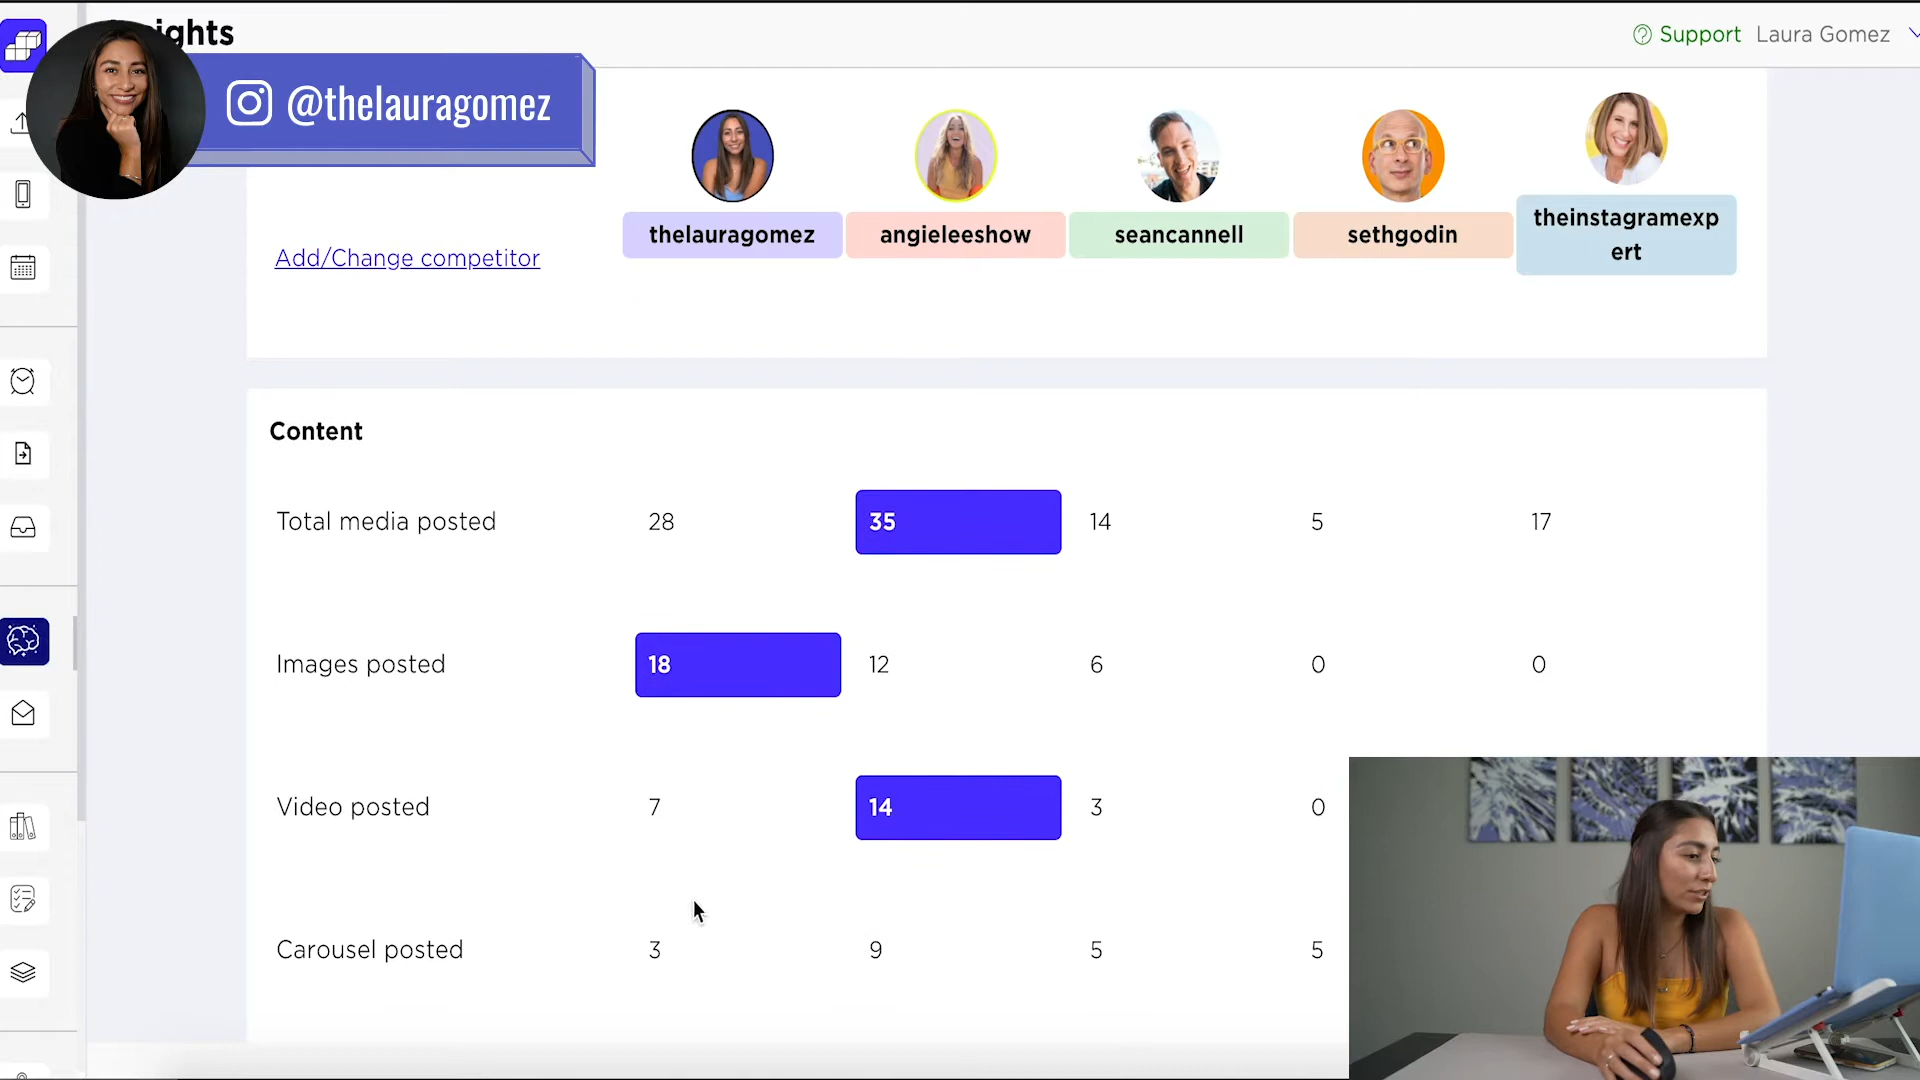 ights
Support Laura Gomez
@thelauragomez
thelauragomez angieleeshow seancannell sethgodin theinstagramexp
ert
Add/Change competitor
Content
Total media posted 28 35 14 5 17
Images posted 18 12 6 0 0
Video posted 7 14 3 0
Carousel posted 3 9 5 5